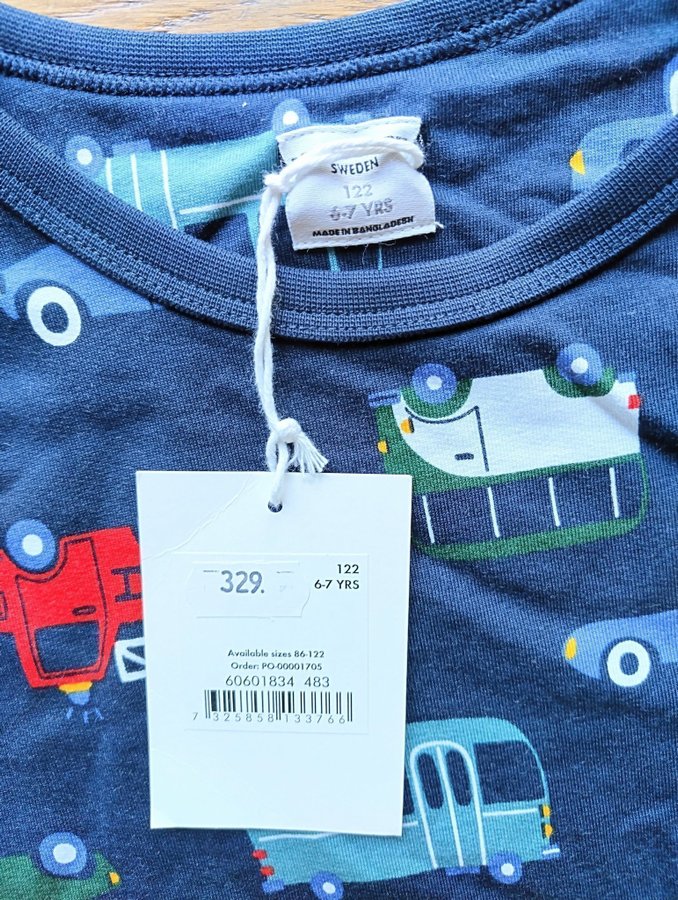 SWEDEN
122
6-7 YRS
MADE IN BANGLADESH
329.
122
6-7 YRS
Available sizes 86-122
Order: PO-00001705
60601834 483
7 325858 133766